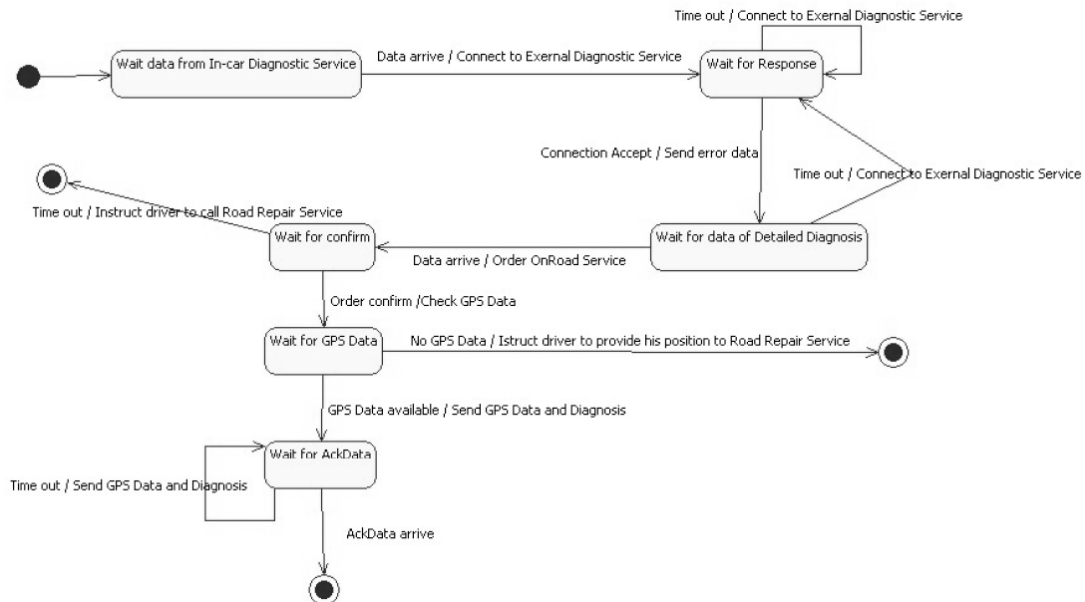 Time out / Connect to Exernal Diagnostic Service
Wait data from In-car Diagnostic Service
Data arrive / Connect to Exernal Diagnostic Service
Wait for Response
Connection Accept / Send error data
Time out / Connect to Exernal Diagnostic Service
Time out / Instruct driver to call Road Repair Service
Wait for confirm
Wait for data of Detailed Diagnosis
Data arrive / Order OnRoad Service
Order confirm /Check GPS Data
Wait for GPS Data
No GPS Data / Istruct driver to provide his position to Road Repair Service
GPS Data available / Send GPS Data and Diagnosis
Wait for AckData
Time out / Send GPS Data and Diagnosis
AckData arrive